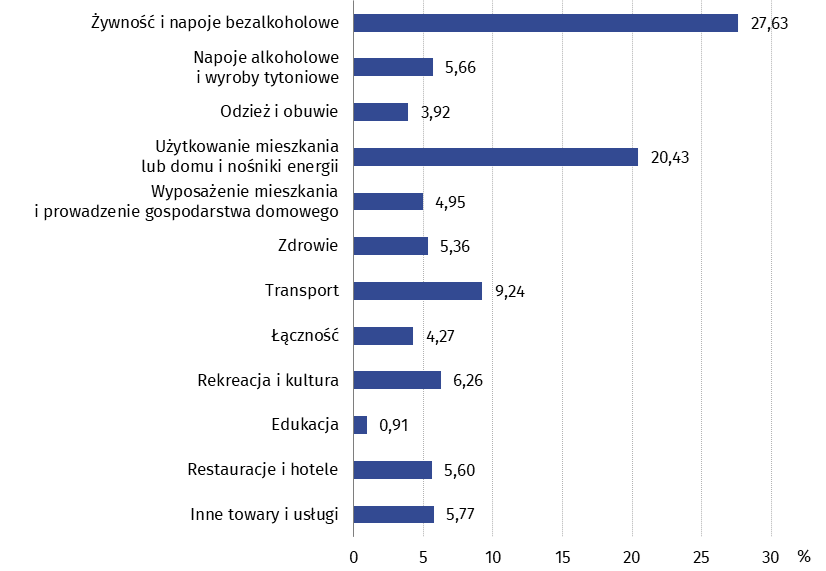 Żywność i napoje bezalkoholowe
27,63
Napoje alkoholowe
i wyroby tytoniowe
5,66
Odzież i obuwie
3,92
Użytkowanie mieszkania
lub domu i nośniki energii
20,43
Wyposażenie mieszkania
i prowadzenie gospodarstwa domowego
4,95
Zdrowie
5,36
Transport
9,24
Łączność
4,27
Rekreacja i kultura
6,26
Edukacja
0,91
Restauracje i hotele
5,60
Inne towary i usługi
5,77
0 5 10 15 20 25 30 %